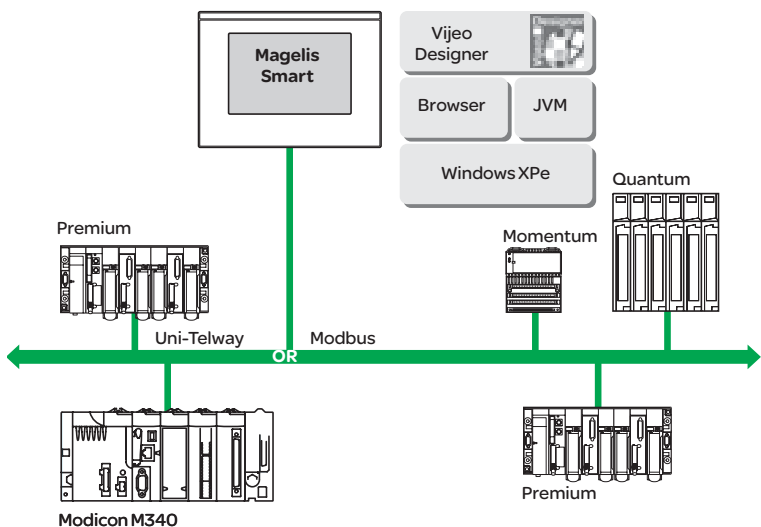 Magelis
Smart
Vijeo
Designer
Browser
JVM
Windows XPe
Quantum
Premium
Momentum
Uni-Telway
OR
Modbus
Premium
Modicon M340